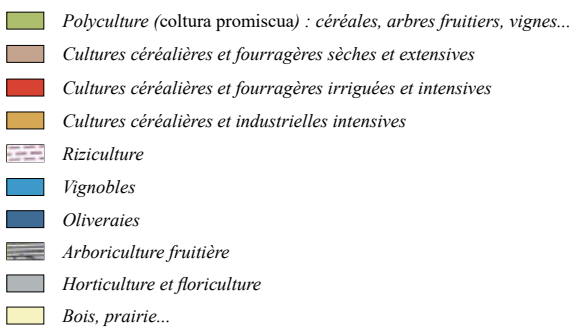 Polyculture (coltura promiscua) : céréales, arbres fruitiers, vignes...
Cultures céréalières et fourragères sèches et extensives
Cultures céréalières et fourragères irriguées et intensives
Cultures céréalières et industrielles intensives
Riziculture
Vignobles
Oliveraies
Arboriculture fruitière
Horticulture et floriculture
Bois, prairie...